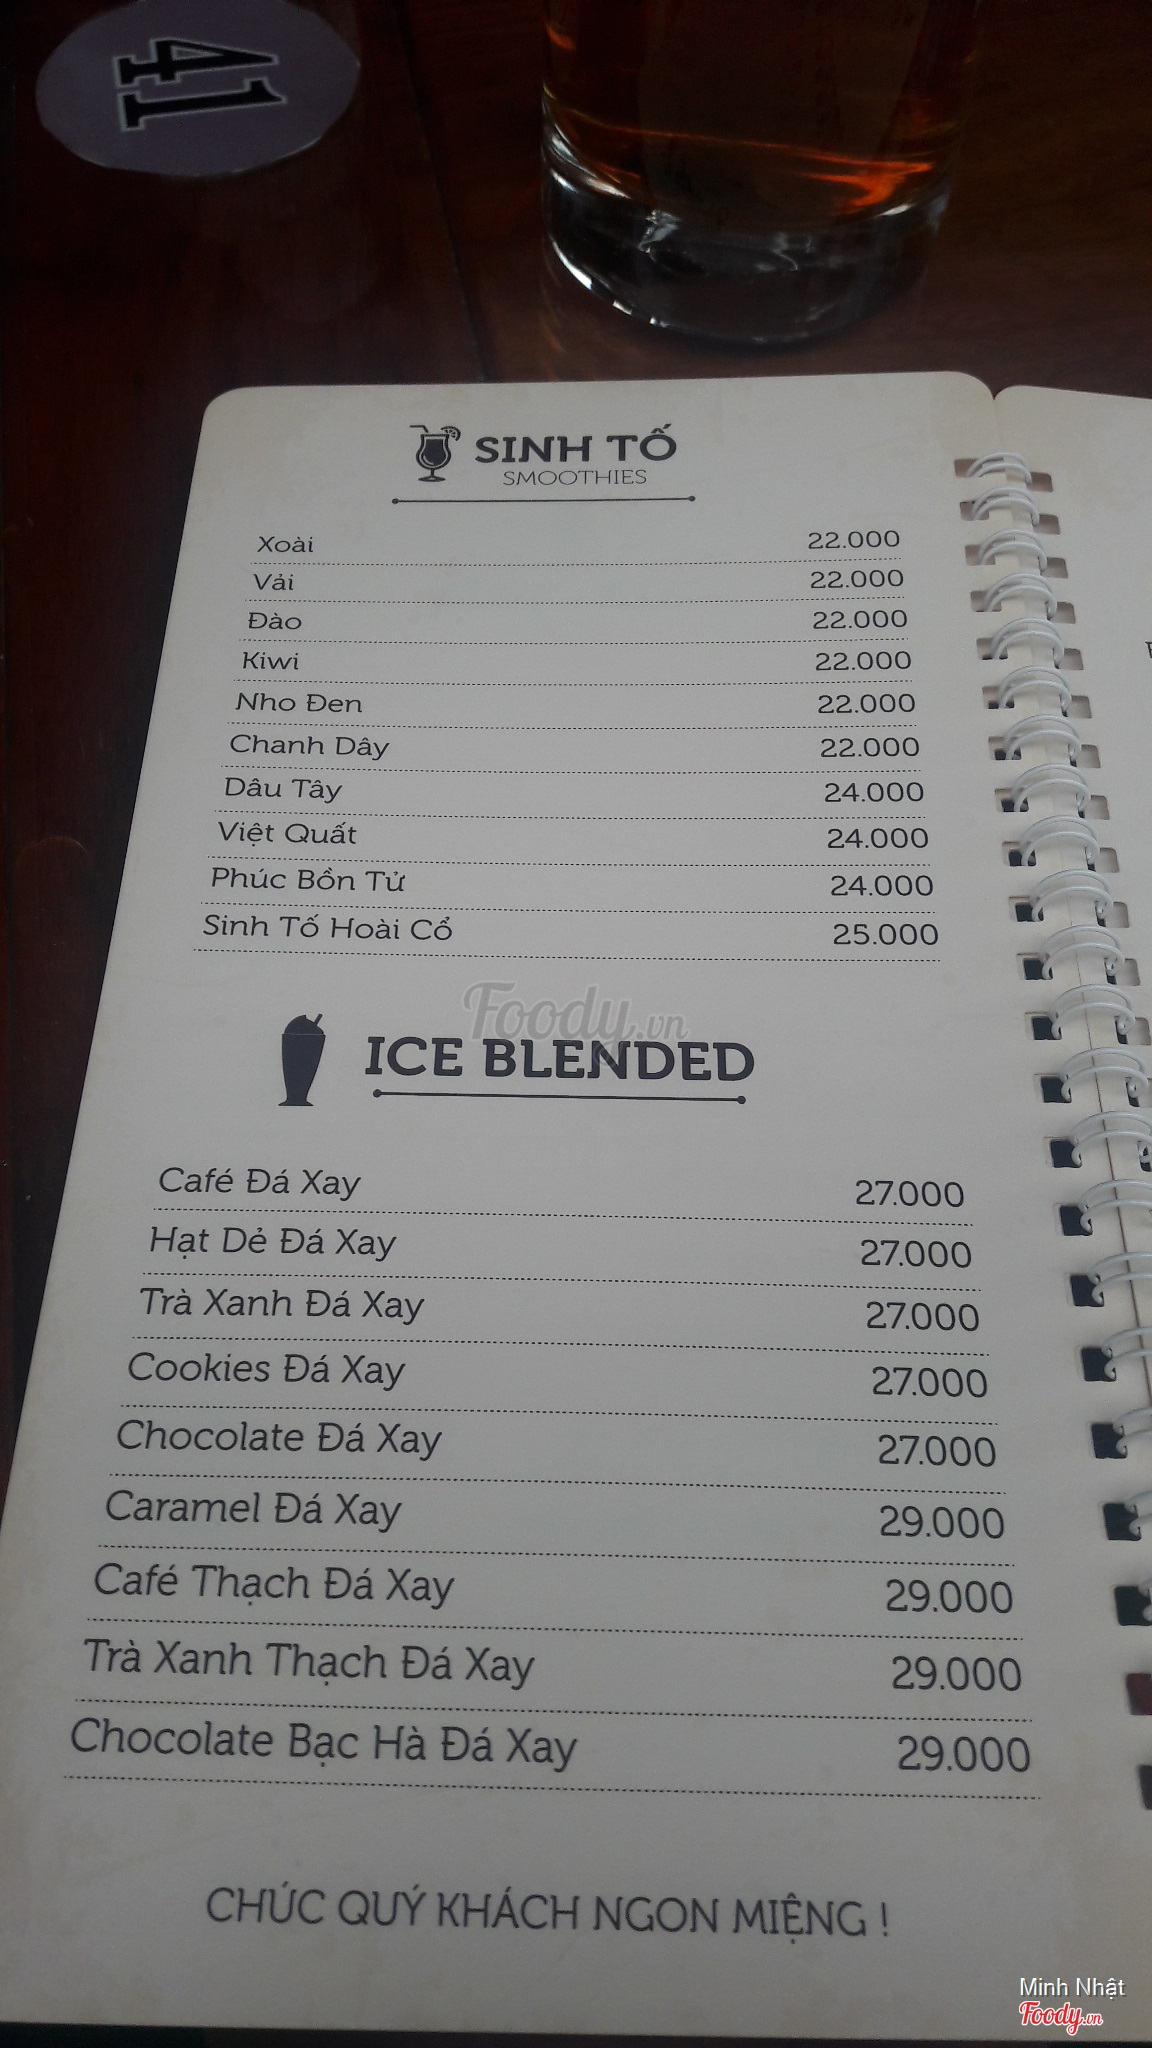 41
SINH TỐ
SMOOTHIES
Xoài 22.000
Vải 22.000
Đào 22.000
Kiwi 22.000
Nho Đen 22.000
Chanh Dây 22.000
Dâu Tây 24.000
Việt Quất 24.000
Phúc Bồn Tử 24.000
Sinh Tố Hoài Cổ 25.000
Foody.vn
ICE BLENDED
Café Đá Xay 27.000
Hạt Dẻ Đá Xay 27.000
Trà Xanh Đá Xay 27.000
Cookies Đá Xay 27.000
Chocolate Đá Xay 27.000
Caramel Đá Xay 29.000
Café Thạch Đá Xay 29.000
Trà Xanh Thạch Đá Xay 29.000
Chocolate Bạc Hà Đá Xay 29.000
CHÚC QUÝ KHÁCH NGON MIỆNG !
Minh Nhật
Foody.vn